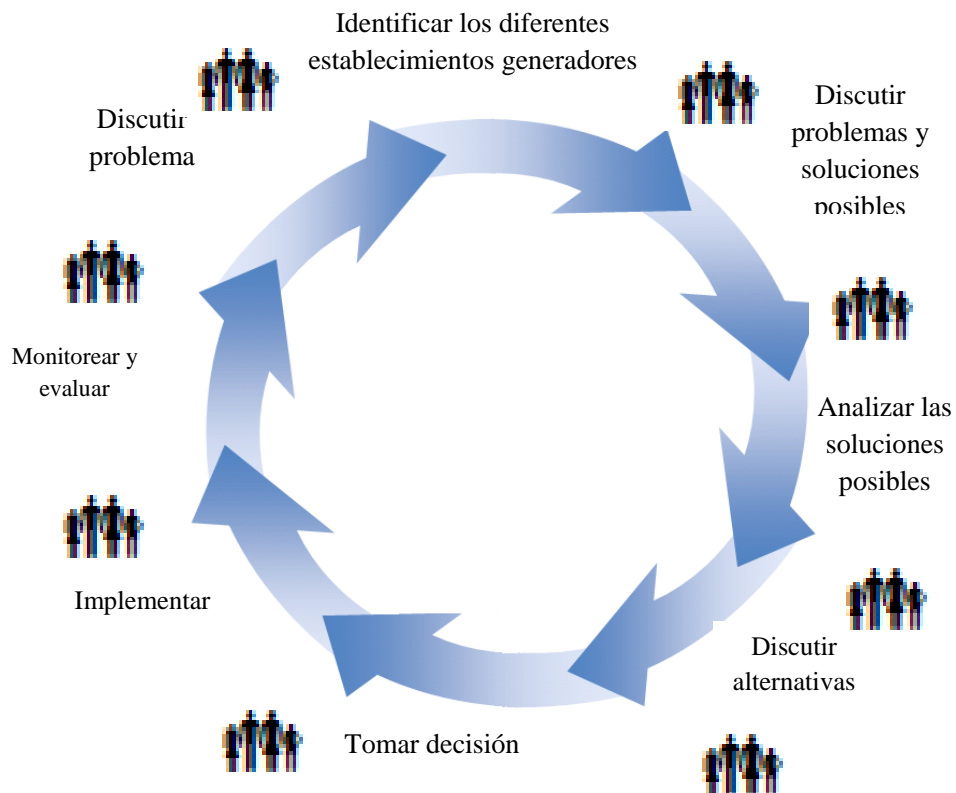 Identificar los diferentes
establecimientos generadores
Discutir
problemas y
soluciones
posibles
Analizar las
soluciones
posibles
Discutir
alternativas
Tomar decisión
Implementar
Monitorear y
evaluar
Discutir
problema